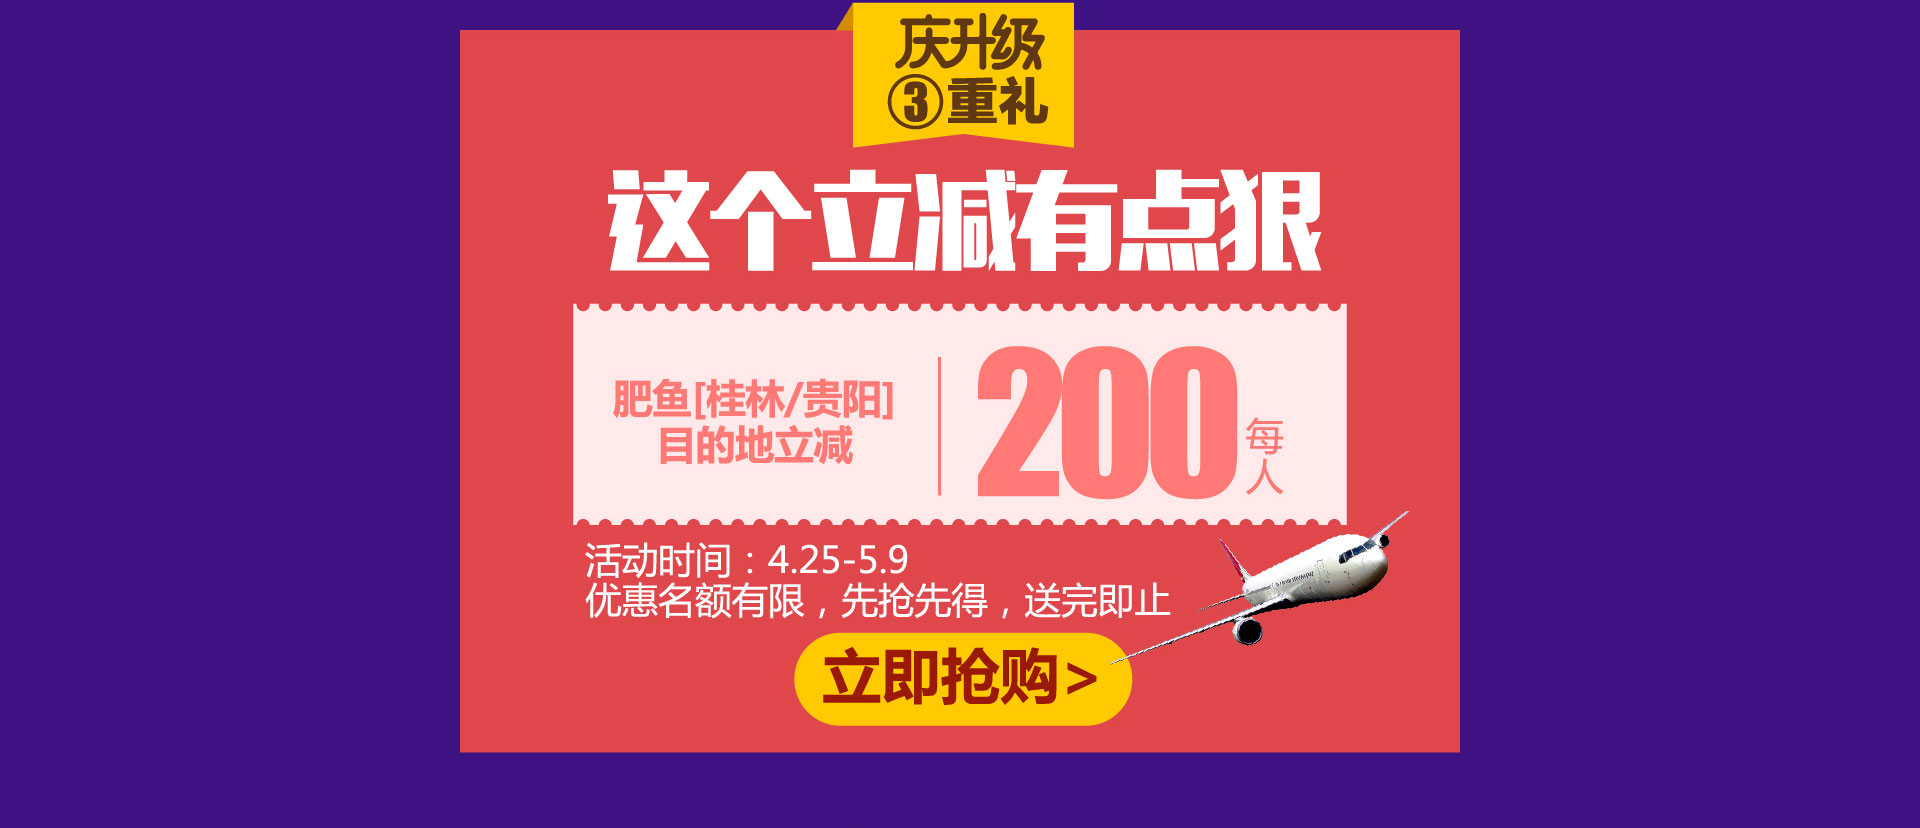 庆升级
③重礼
这个立减有点狠
肥鱼[桂林/贵阳]
目的地立减
200
每人
活动时间：4.25-5.9
优惠名额有限，先抢先得，送完即止
立即抢购>